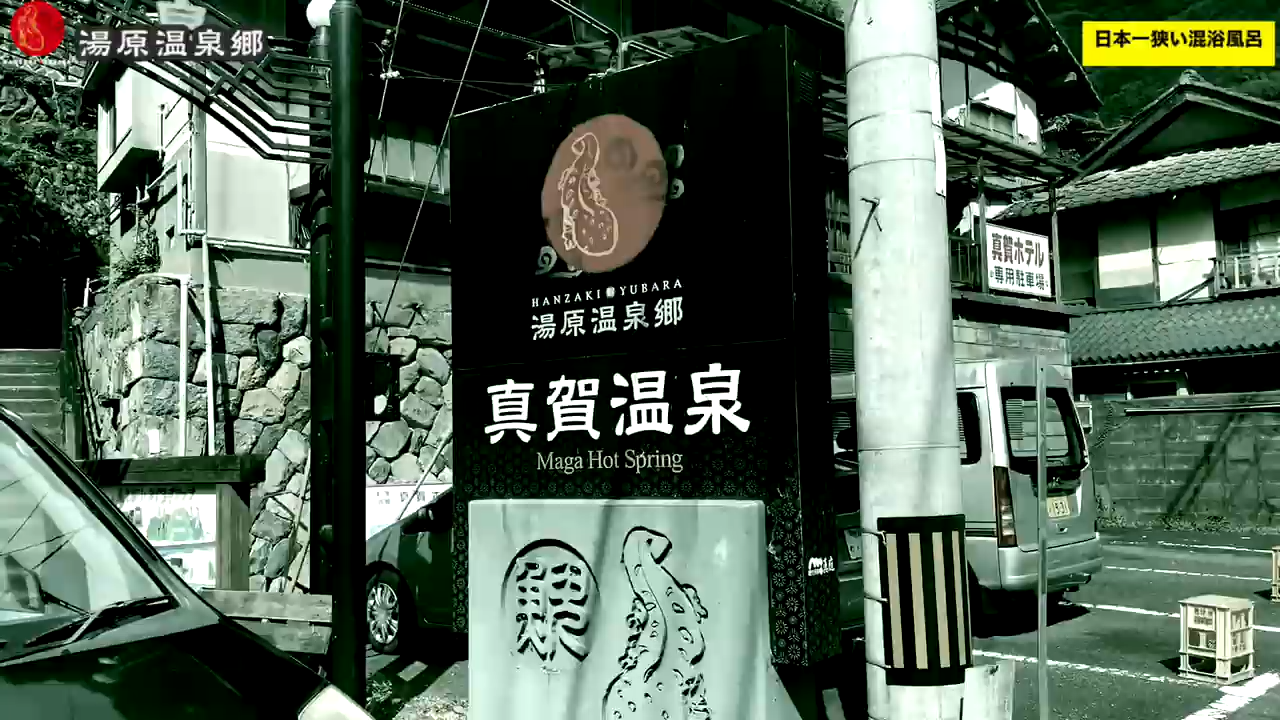 湯原温泉郷
日本一狭い混浴風呂
HANZAKI YUBARA
湯原温泉郷
真賀温泉
Maga Hot Spring
真賀ホテル
専用駐車場